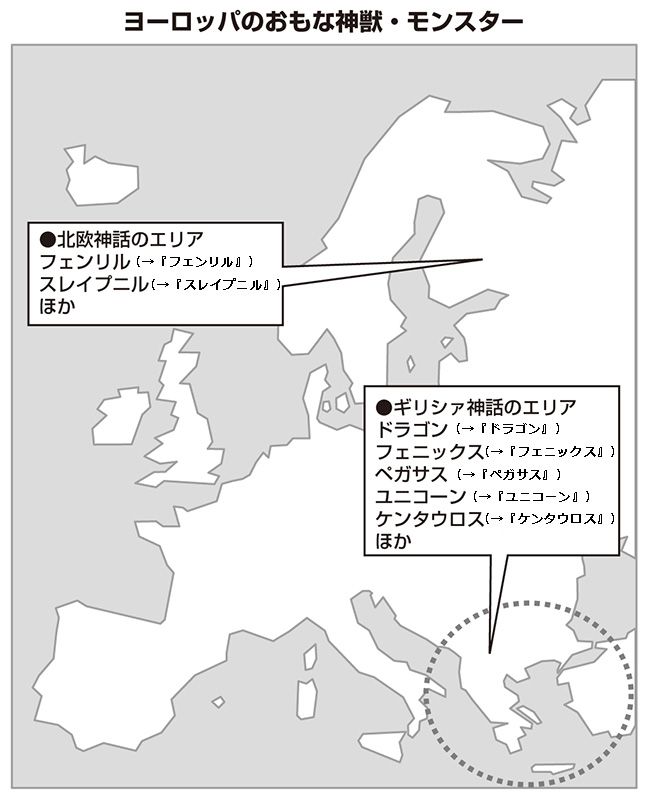 ヨーロッパのおもな神獣・モンスター
●北欧神話のエリア
フェンリル(→『フェンリル』)
スレイプニル(→『スレイプニル』)
ほか
●ギリシァ神話のエリア
ドラゴン(→『ドラゴン』)
フェニックス(→『フェニックス』)
ペガサス(→『ペガサス』)
ユニコーン(→『ユニコーン』)
ケンタウロス(→『ケンタウロス』)
ほか